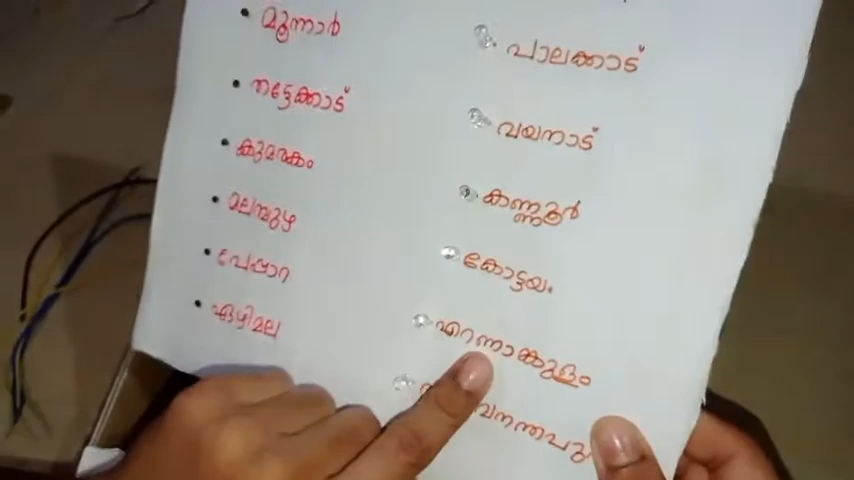 മൂന്നാർ
തട്ടേക്കാട്
കുമരകം
മലമ്പുഴ
പേപ്പാറ
ഏഴിമല
പാലക്കാട്
വയനാട്
കണ്ണൂർ
കോട്ടയം
എറണാക്കുളം